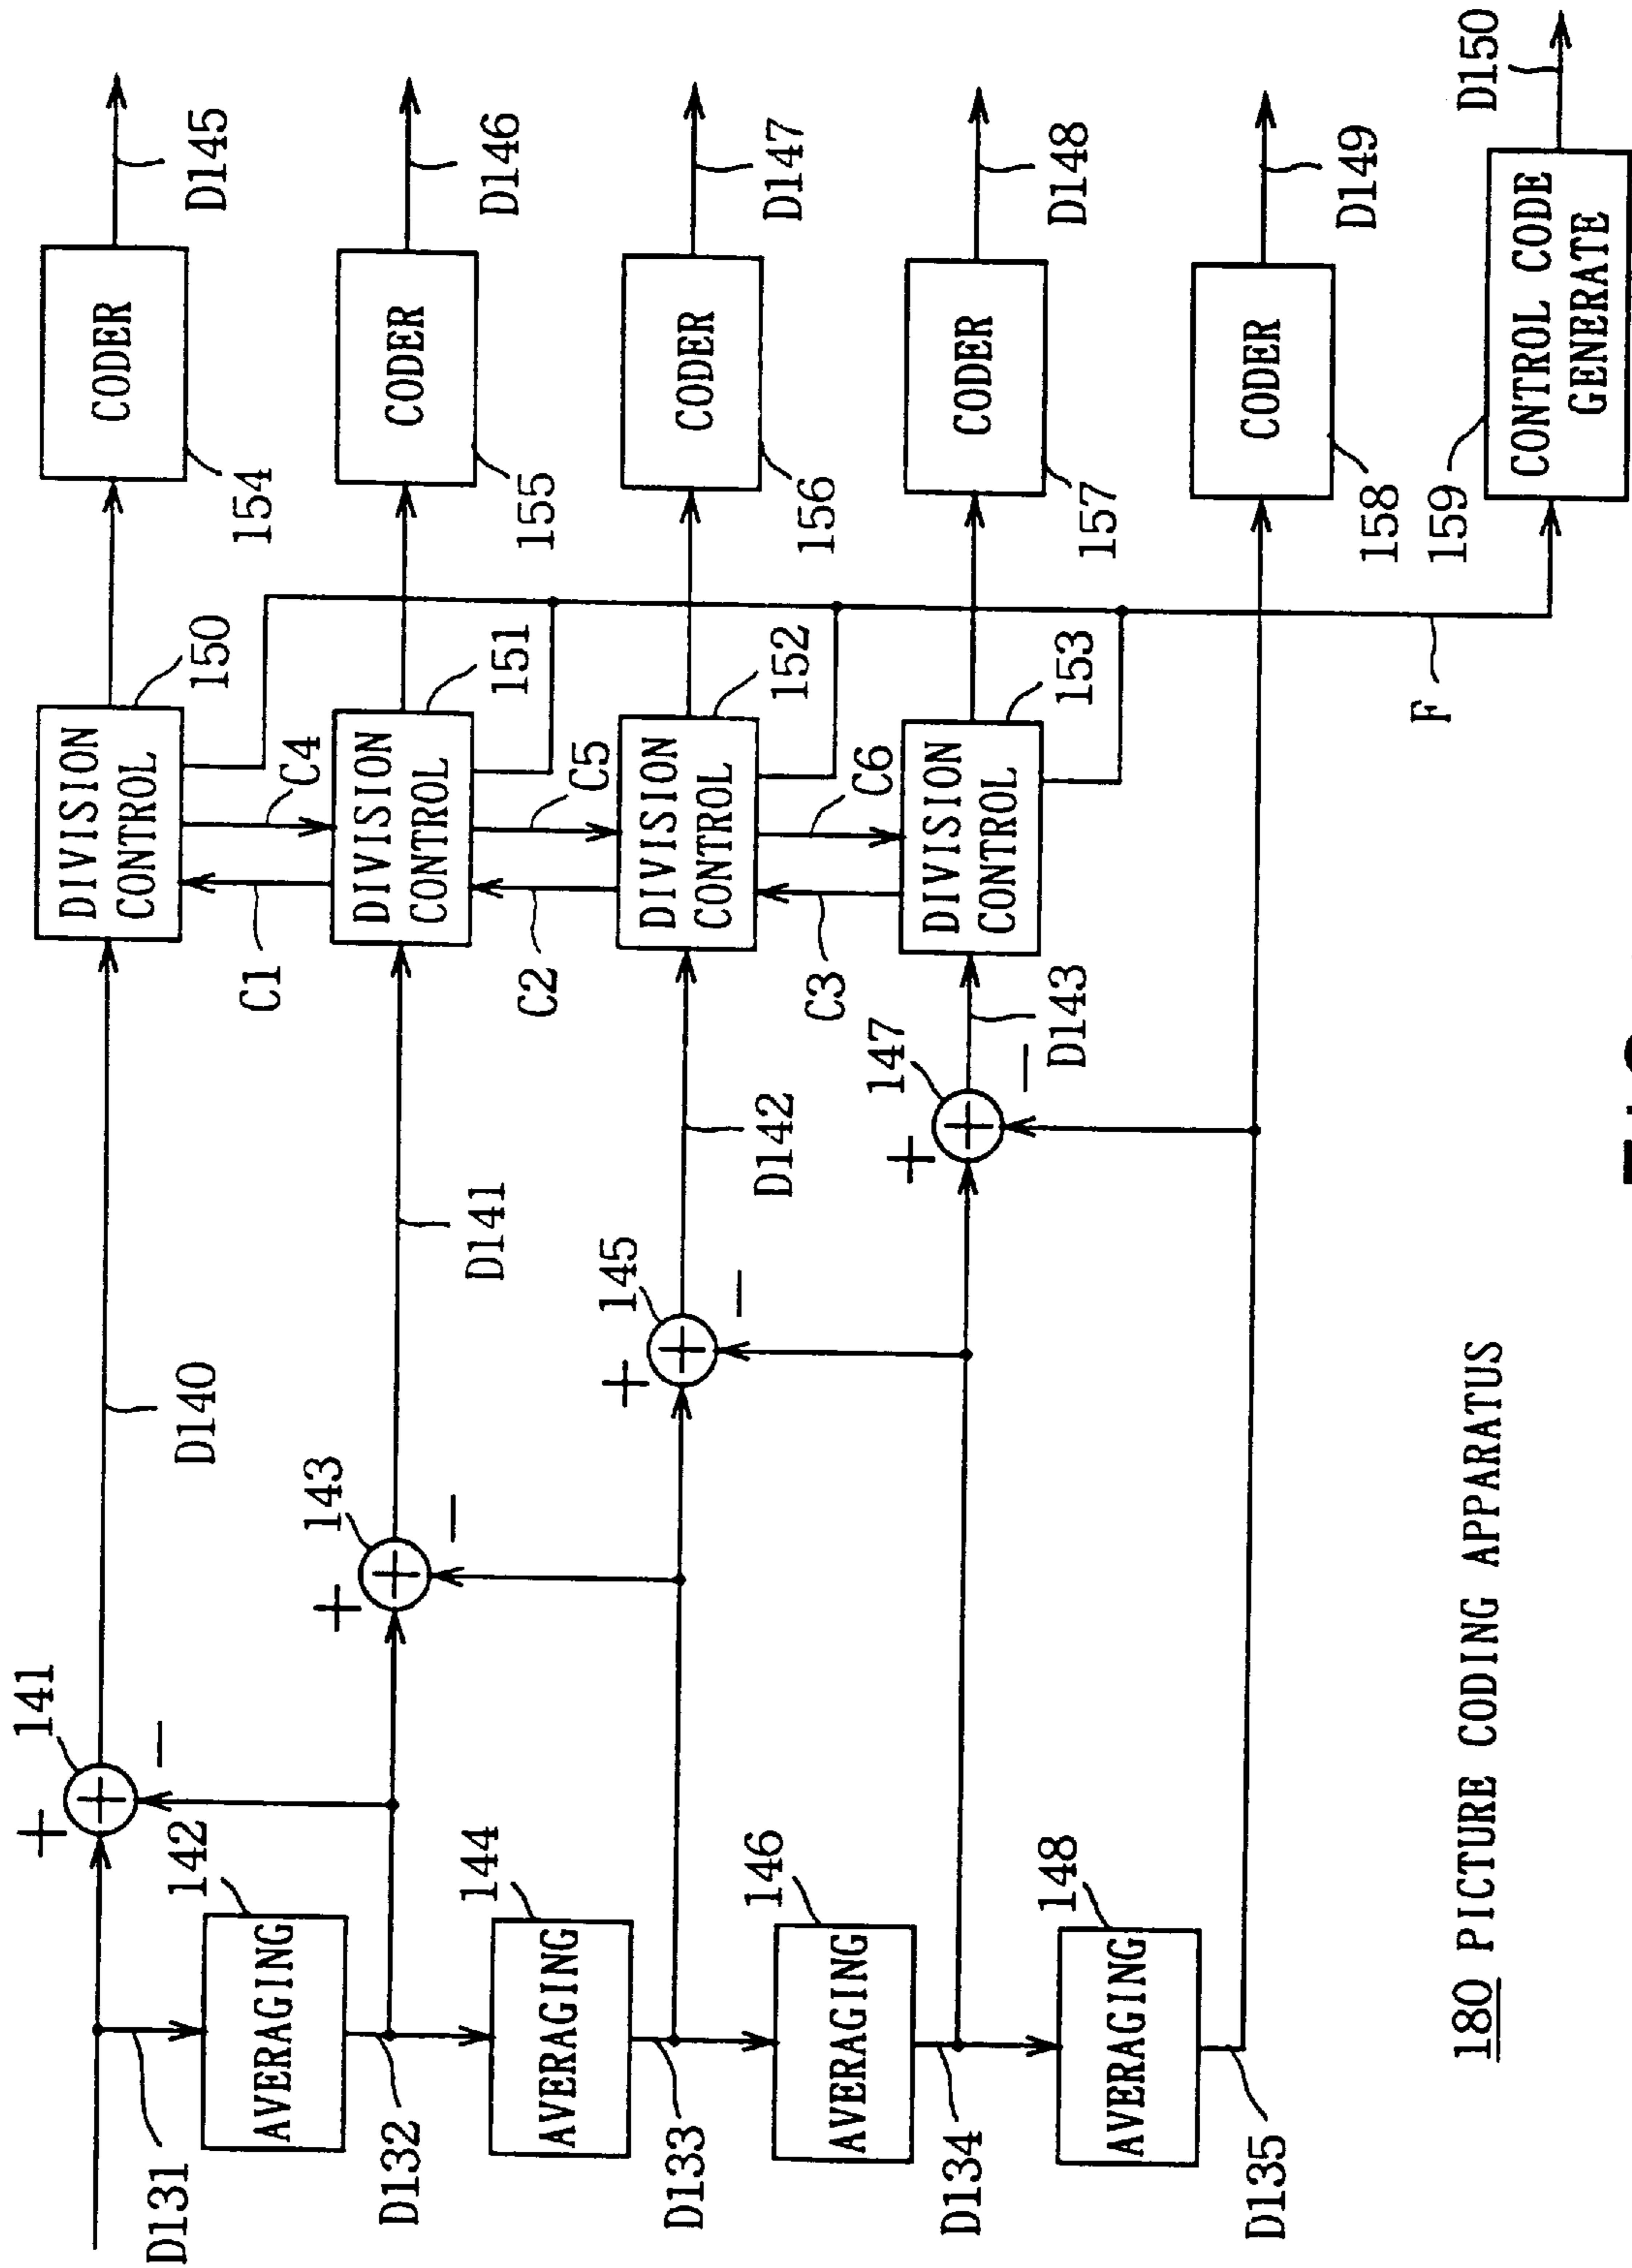 D131
141
+
−
D140
DIVISION
CONTROL
150
CODER
154
D145
AVERAGING
142
D132
C1
C4
143
+
−
D141
DIVISION
CONTROL
151
CODER
155
D146
AVERAGING
144
D133
C2
C5
145
+
−
D142
DIVISION
CONTROL
152
CODER
156
D147
AVERAGING
146
D134
C3
C6
147
+
−
D143
DIVISION
CONTROL
153
CODER
157
D148
AVERAGING
148
D135
CODER
158
D149
F
159
CONTROL CODE
GENERATE
D150
180 PICTURE CODING APPARATUS